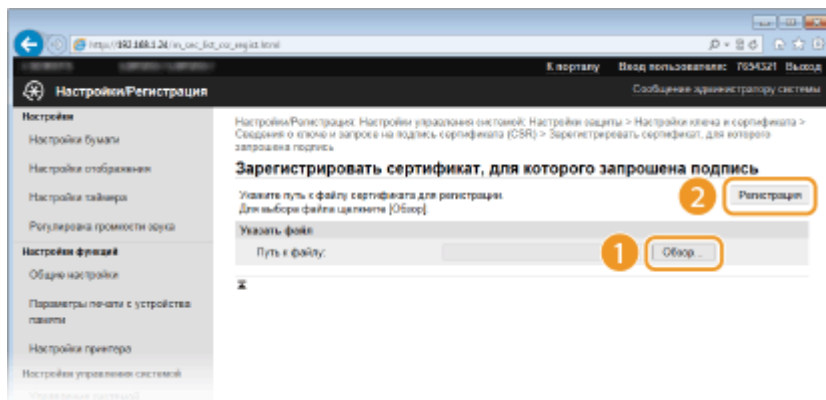 http://192.168.1.24/m_sec_list_csr_regist.html
К порталу Вход пользователя: 7654321 Выход
Настройки/Регистрация Сообщение администратору системы
Настройки
Настройки бумаги
Настройки отображения
Настройки таймера
Регулировка громкости звука
Настройки функций
Общие настройки
Параметры печати с устройства
памяти
Настройки принтера
Настройки управления системой
Настройки/Регистрация: Настройки управления системой: Настройки защиты > Настройки ключа и сертификата >
Сведения о ключе и запросе на подпись сертификата (CSR) > Зарегистрировать сертификат, для которого
запрошена подпись
Зарегистрировать сертификат, для которого запрошена подпись
Укажите путь к файлу сертификата для регистрации.
Для выбора файла щелкните [Обзор].
2 Регистрация
Указать файл
Путь к файлу: 1 Обзор...